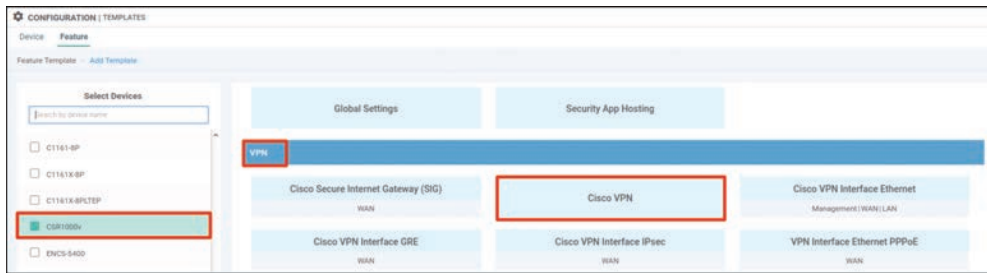 CONFIGURATION | TEMPLATES
Device Feature
Feature Template > Add Template
Select Devices
Search by device name
C1161-8P
C1161X-8P
C1161X-8PLTEP
CSR1000v
ENCS-5400
Global Settings
Security App Hosting
VPN
Cisco Secure Internet Gateway (SIG)
WAN
Cisco VPN
Cisco VPN Interface Ethernet
Management | WAN | LAN
Cisco VPN Interface GRE
WAN
Cisco VPN Interface IPsec
WAN
VPN Interface Ethernet PPPoE
WAN